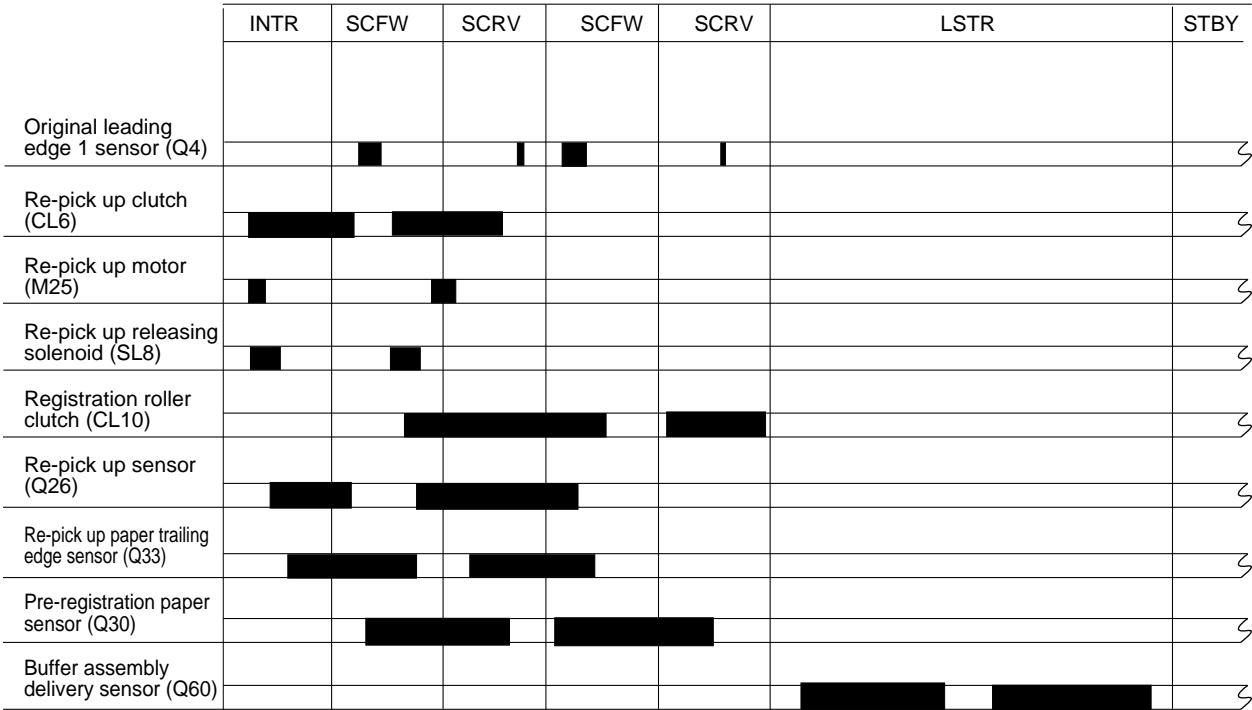 INTR SCFW SCRV SCFW SCRV LSTR STBY
Original leading
edge 1 sensor (Q4)
Re-pick up clutch
(CL6)
Re-pick up motor
(M25)
Re-pick up releasing
solenoid (SL8)
Registration roller
clutch (CL10)
Re-pick up sensor
(Q26)
Re-pick up paper trailing
edge sensor (Q33)
Pre-registration paper
sensor (Q30)
Buffer assembly
delivery sensor (Q60)